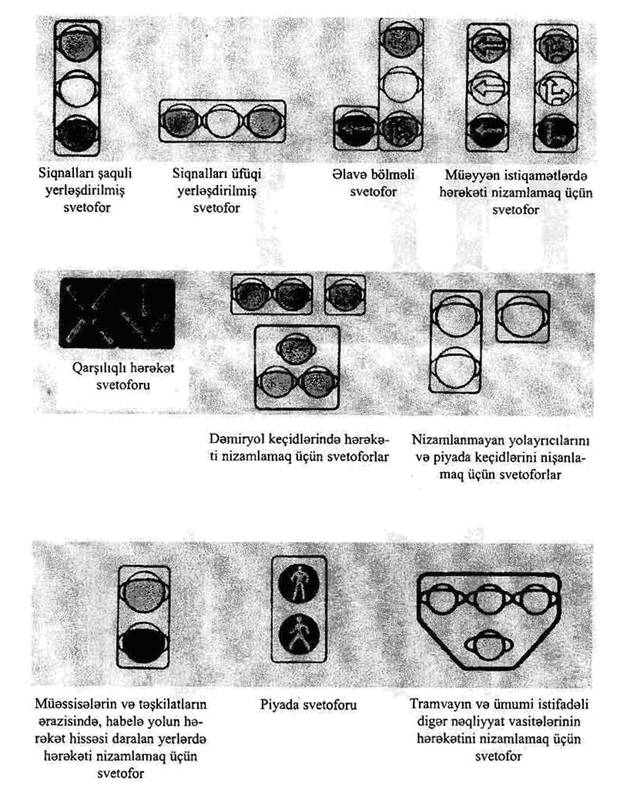 Siqnalları şaquli
yerləşdirilmiş
svetofor
Siqnalları üfüqi
yerləşdirilmiş
svetofor
Əlavə bölməli
svetofor
Müəyyən istiqamətlərdə
hərəkəti nizamlamaq üçün
svetofor
Qarşılıqlı hərəkət
svetoforu
Dəmiryol keçidlərində hərəkə-
ti nizamlamaq üçün svetoforlar
Nizamlanmayan yolayrıcılarını
və piyada keçidlərini nişanla-
maq üçün svetoforlar
Müəssisələrin və təşkilatların
ərazisində, habelə yolun hə-
rəkət hissəsi daralan yerlərdə
hərəkəti nizamlamaq üçün
svetofor
Piyada svetoforu
Tramvayın və ümumi istifadəli
digər nəqliyyat vasitələrinin
hərəkətini nizamlamaq üçün
svetofor